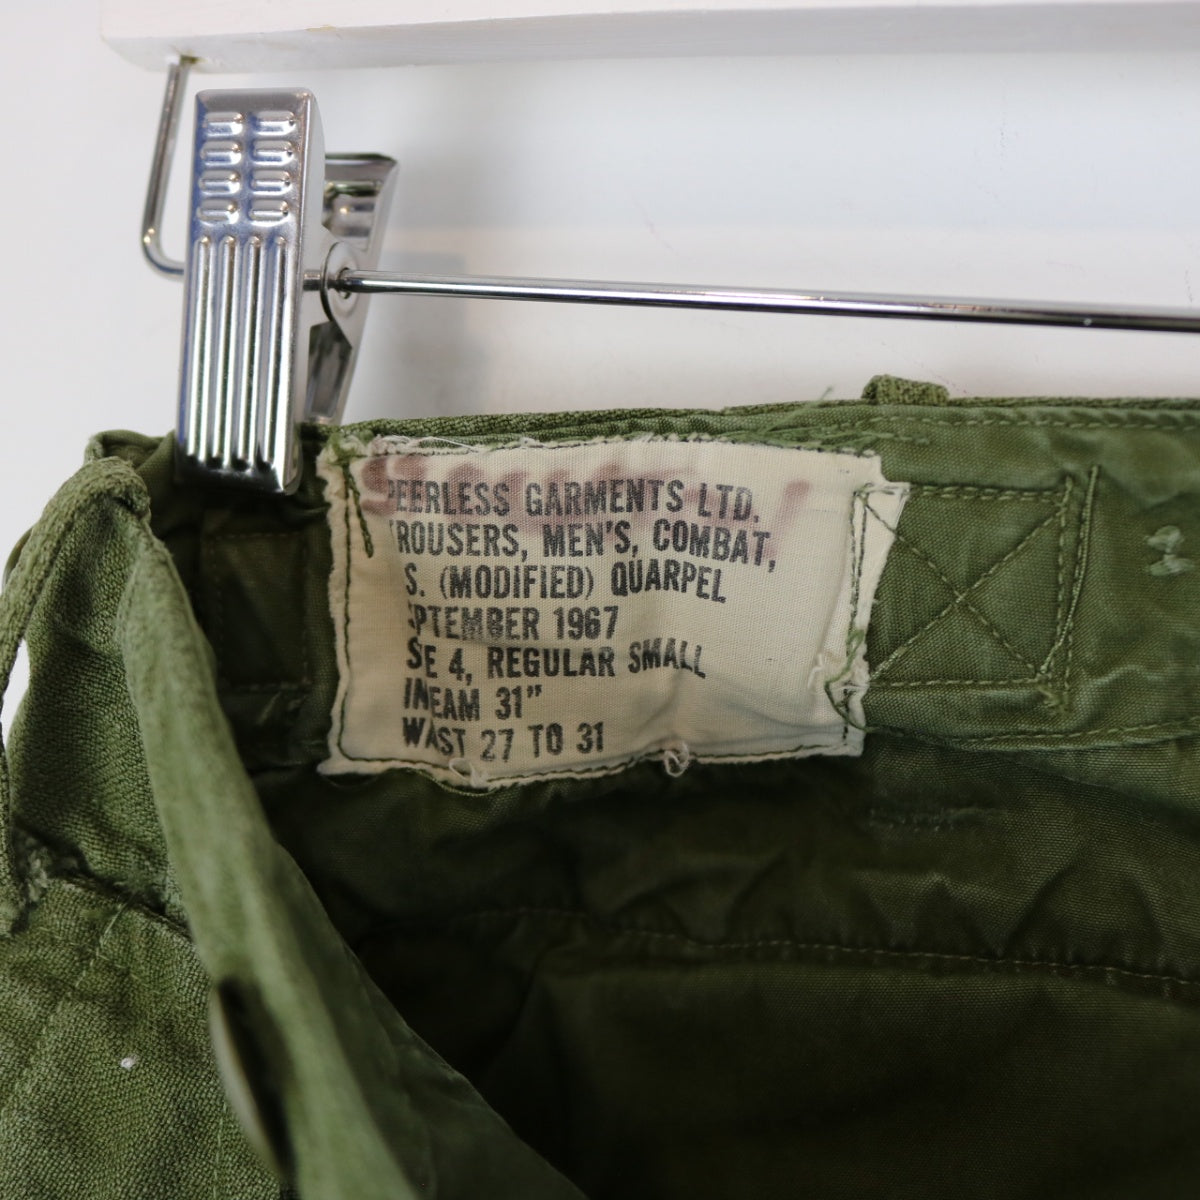 PEERLESS GARMENTS LTD.
ROUSERS, MEN'S, COMBAT,
S. (MODIFIED) QUARPEL
EPTEMBER 1967
SE 4, REGULAR SMALL
INEAM 31"
WAST 27 TO 31